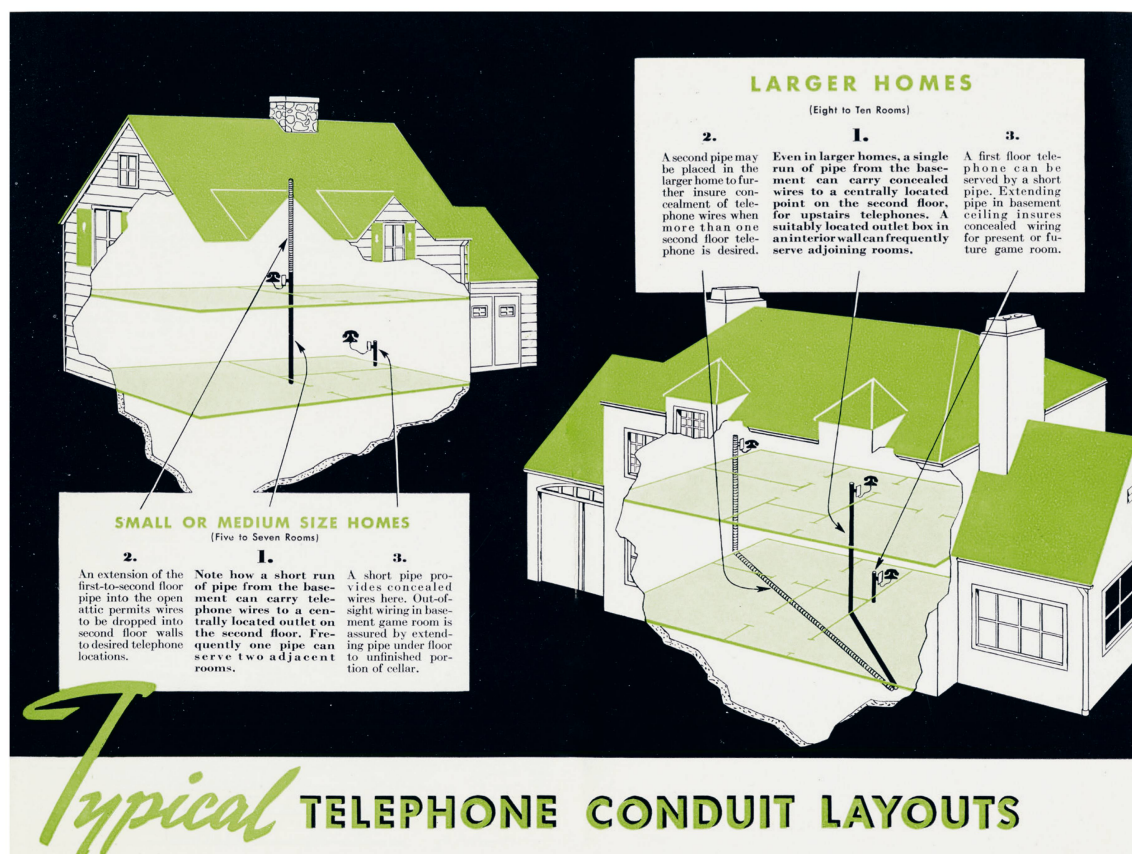 LARGER HOMES
(Eight to Ten Rooms)
2.
A second pipe may
be placed in the
larger home to fur-
ther insure con-
cealment of tele-
phone wires when
more than one
second floor tele-
phone is desired.
1.
Even in larger homes, a single
run of pipe from the base-
ment can carry concealed
wires to a centrally located
point on the second floor,
for upstairs telephones. A
suitably located outlet box in
an interior wall can frequently
serve adjoining rooms.
3.
A first floor tele-
phone can be
served by a short
pipe. Extending
pipe in basement
ceiling insures
concealed wiring
for present or fu-
ture game room.
SMALL OR MEDIUM SIZE HOMES
(Five to Seven Rooms)
2.
An extension of the
first-to-second floor
pipe into the open
attic permits wires
to be dropped into
second floor walls
to desired telephone
locations.
1.
Note how a short run
of pipe from the base-
ment can carry tele-
phone wires to a cen-
trally located outlet on
the second floor. Fre-
quently one pipe can
serve two adjacent
rooms.
3.
A short pipe pro-
vides concealed
wires here. Out-of-
sight wiring in base-
ment game room is
assured by extend-
ing pipe under floor
to unfinished por-
tion of cellar.
Typical TELEPHONE CONDUIT LAYOUTS